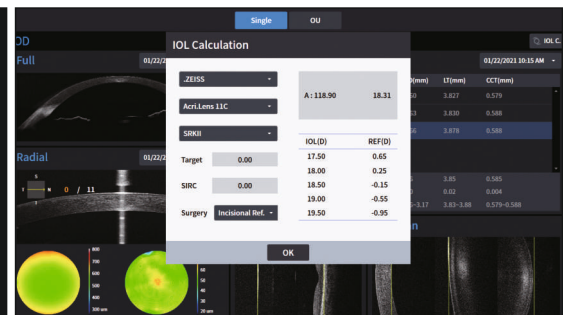 Single OU
OD
IOL C.
IOL Calculation
Full
01/22/2
01/22/2021 10:15 AM
.ZEISS
Acri.Lens 11C
SRKII
Target 0.00
SIRC 0.00
Surgery Incisional Ref.
A : 118.90 18.31
IOL(D) REF(D)
17.50 0.65
18.00 0.25
18.50 -0.15
19.00 -0.55
19.50 -0.95
OK
(mm) LT(mm) CCT(mm)
3.827 0.579
3.830 0.588
3.878 0.588
3.85 0.585
0.02 0.004
-3.17 3.83~3.88 0.579~0.588
Radial
01/22/2
S
T N
0 / 11
800
700
600
500
400
300 um
60
50
40
30
20 um